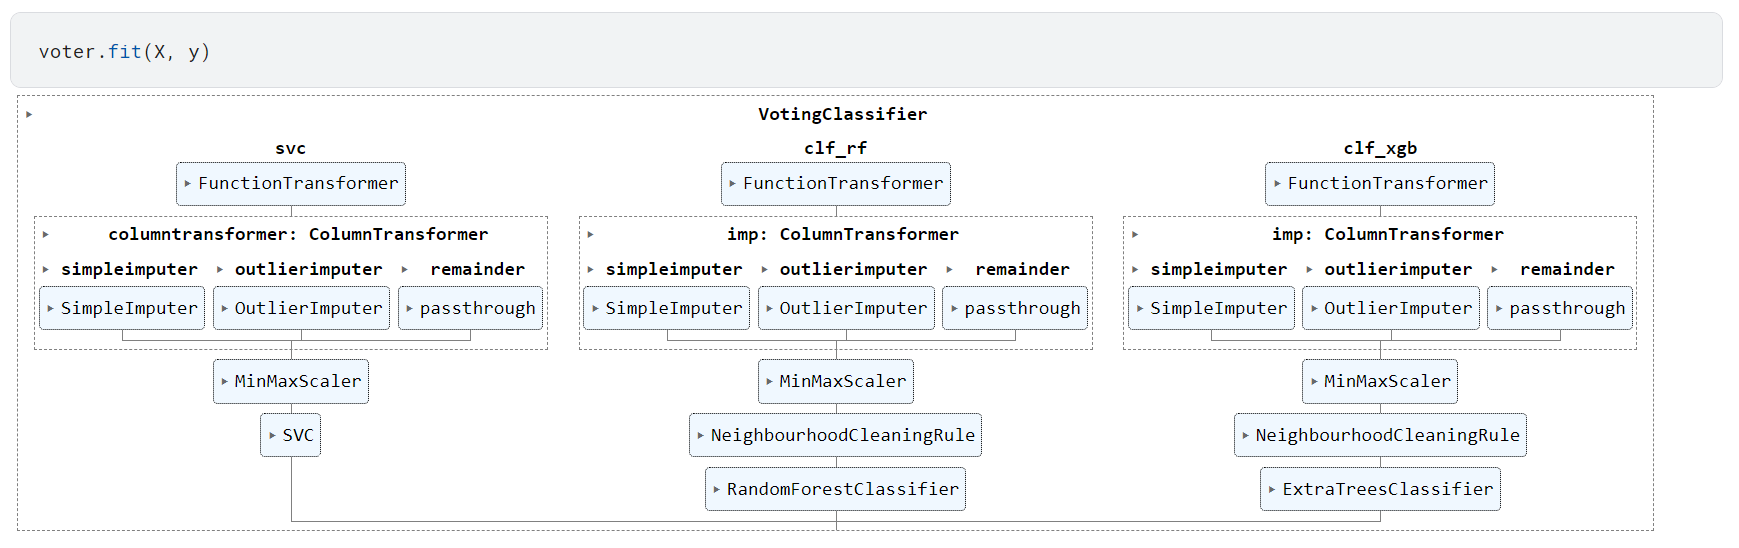 voter.fit(X, y)
VotingClassifier
svc clf_rf clf_xgb
FunctionTransformer FunctionTransformer FunctionTransformer
columntransformer: ColumnTransformer imp: ColumnTransformer imp: ColumnTransformer
simpleimputer outlierimputer remainder simpleimputer outlierimputer remainder simpleimputer outlierimputer remainder
SimpleImputer OutlierImputer passthrough SimpleImputer OutlierImputer passthrough SimpleImputer OutlierImputer passthrough
MinMaxScaler MinMaxScaler MinMaxScaler
SVC NeighbourhoodCleaningRule NeighbourhoodCleaningRule
RandomForestClassifier ExtraTreesClassifier